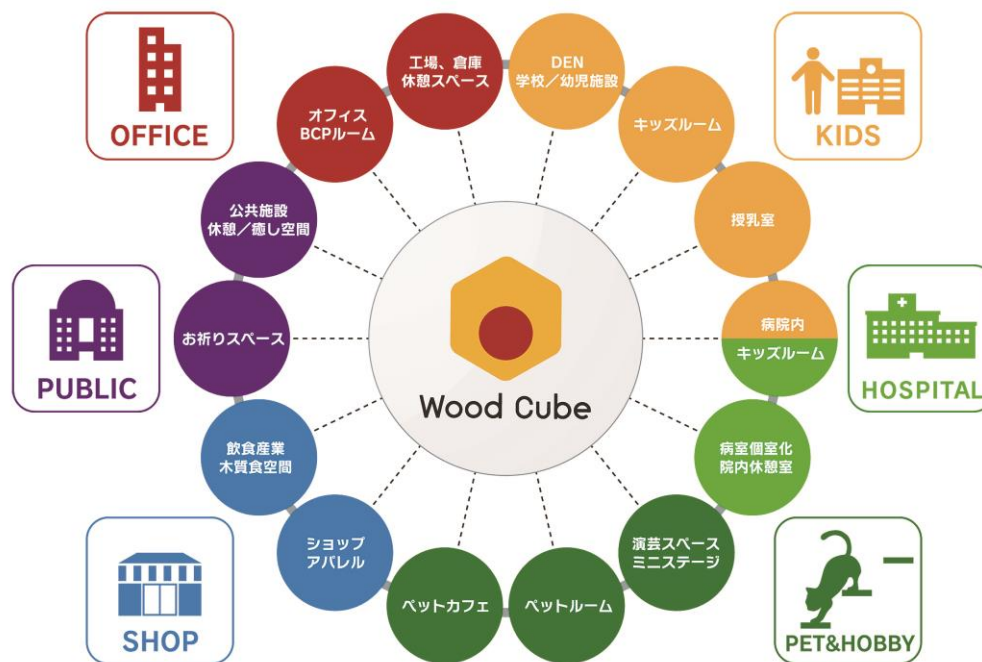 OFFICE
工場、倉庫
休憩スペース
DEN
学校／幼児施設
KIDS
オフィス
BCPルーム
キッズルーム
公共施設
休憩／癒し空間
授乳室
PUBLIC
お祈りスペース
Wood Cube
病院内
キッズルーム
HOSPITAL
飲食産業
木質食空間
病室個室化
院内休憩室
SHOP
ショップ
アパレル
ペットカフェ
ペットルーム
演芸スペース
ミニステージ
PET&HOBBY